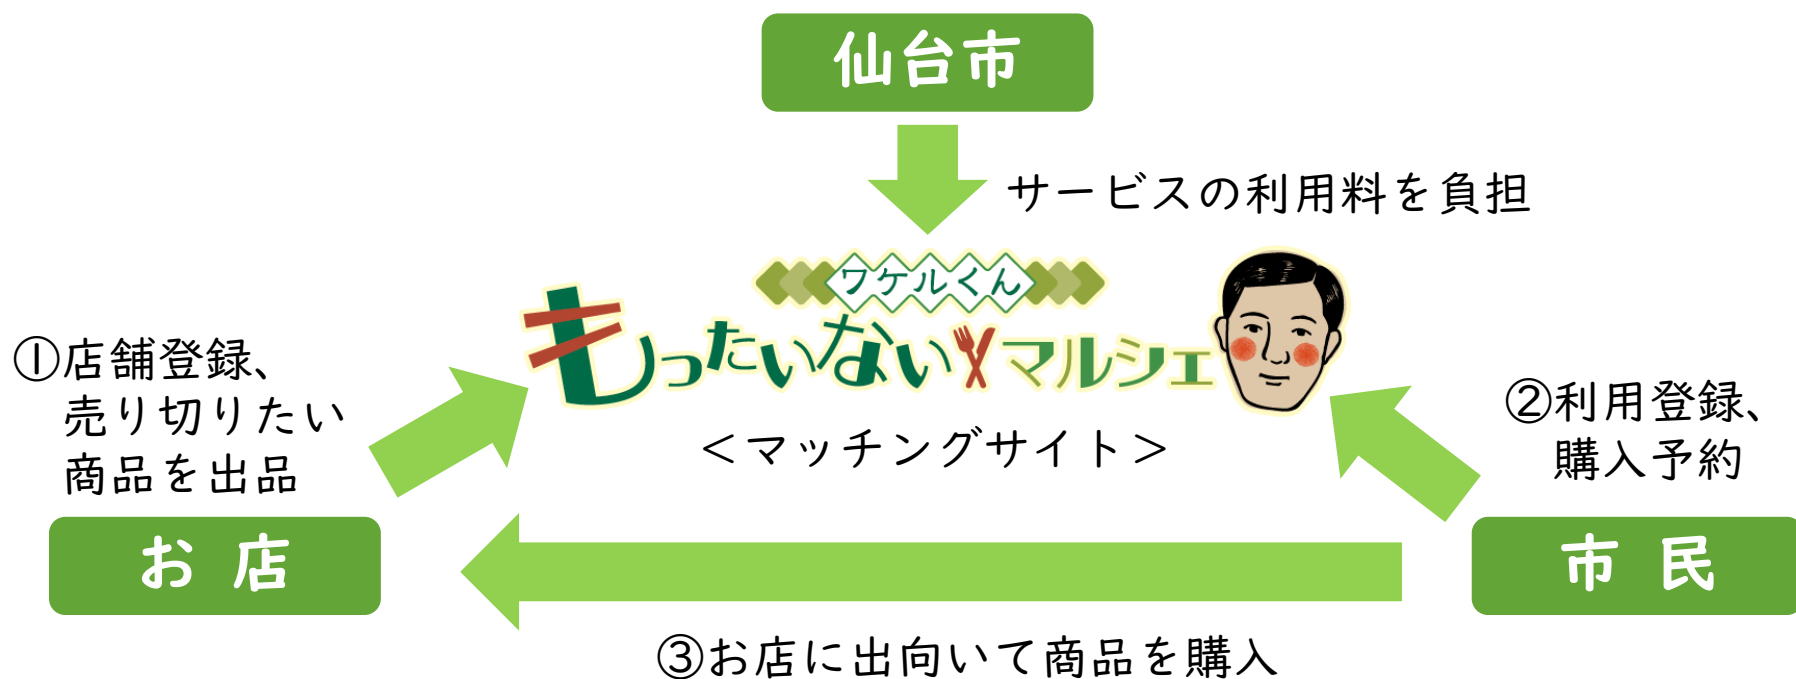 仙台市
サービスの利用料を負担
ワケルくん
もったいないマルシェ
＜マッチングサイト＞
①店舗登録、
売り切りたい
商品を出品
②利用登録、
購入予約
お 店
市 民
③お店に出向いて商品を購入